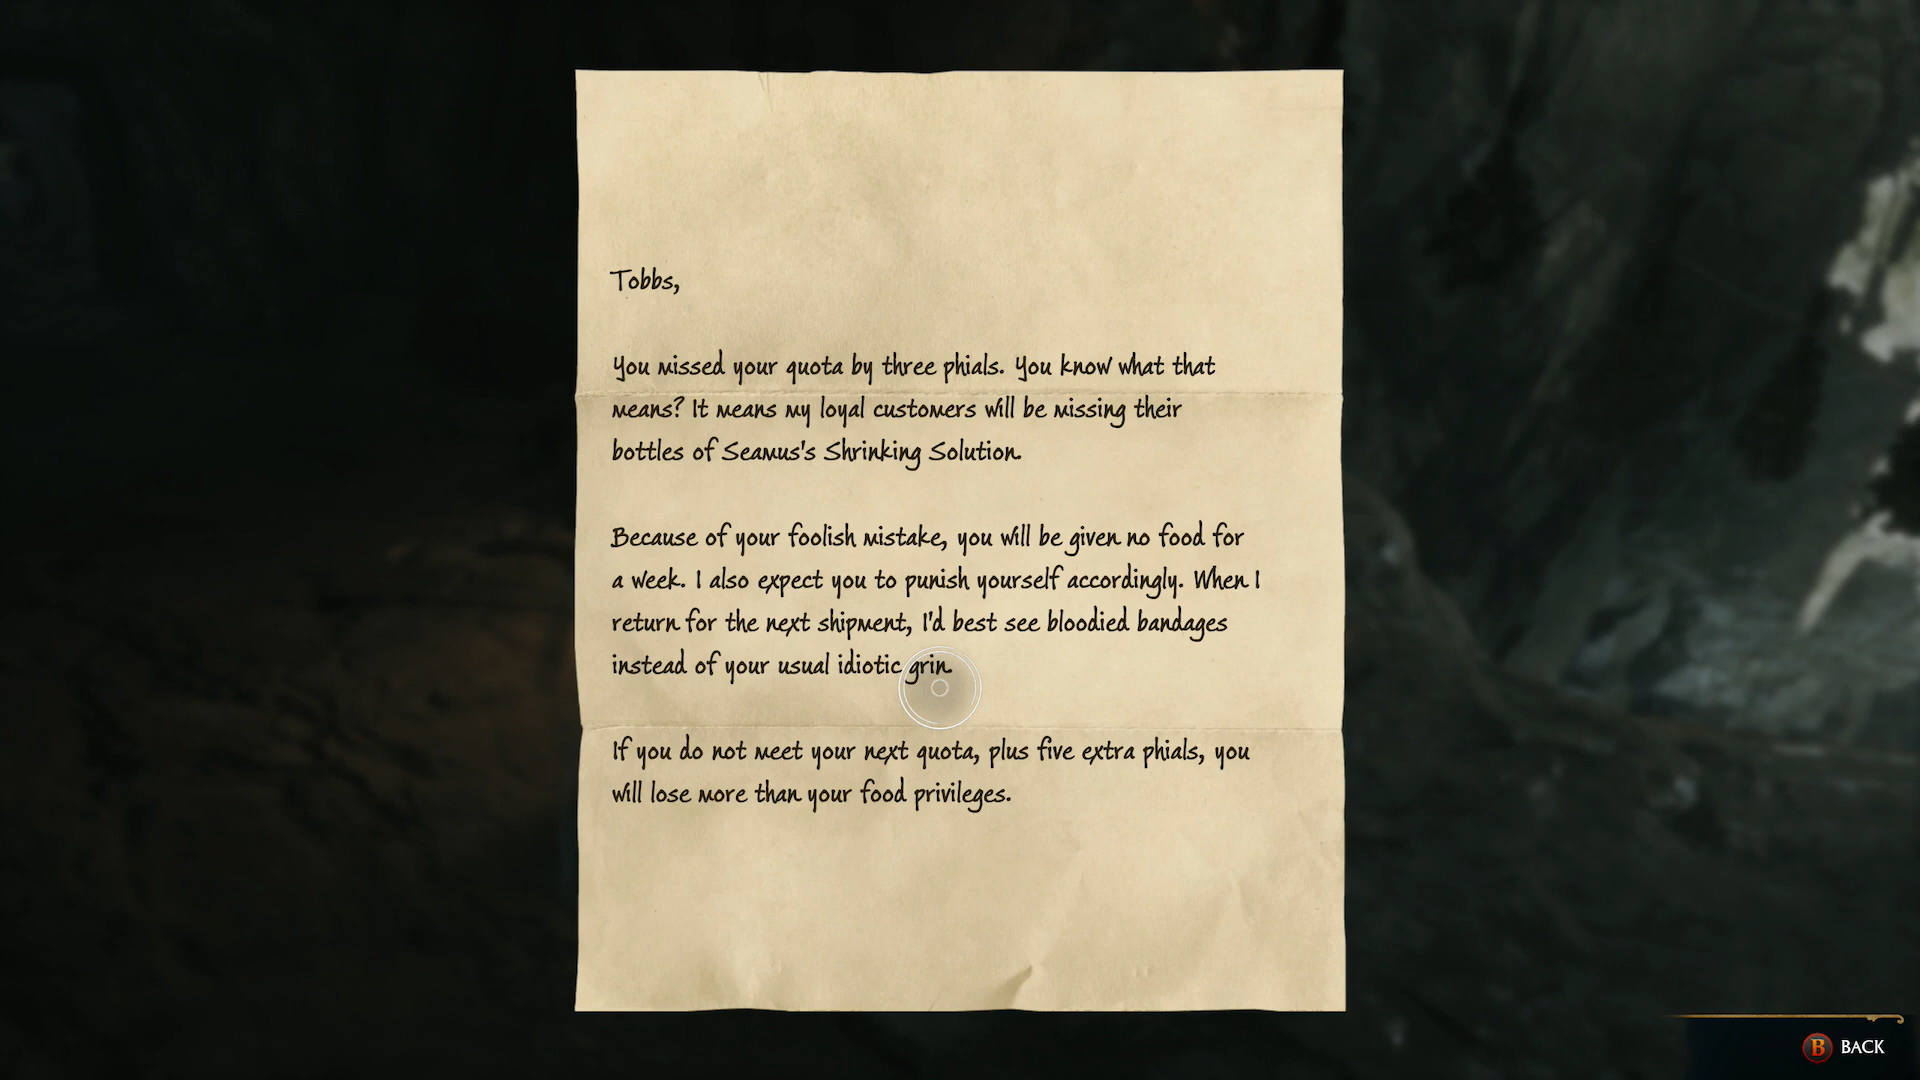 Tobbs,
You missed your quota by three phials. You know what that
means? It means my loyal customers will be missing their
bottles of Seamus's Shrinking Solution.
Because of your foolish mistake, you will be given no food for
a week. I also expect you to punish yourself accordingly. When I
return for the next shipment, I'd best see bloodied bandages
instead of your usual idiotic grin.
If you do not meet your next quota, plus five extra phials, you
will lose more than your food privileges.
B BACK